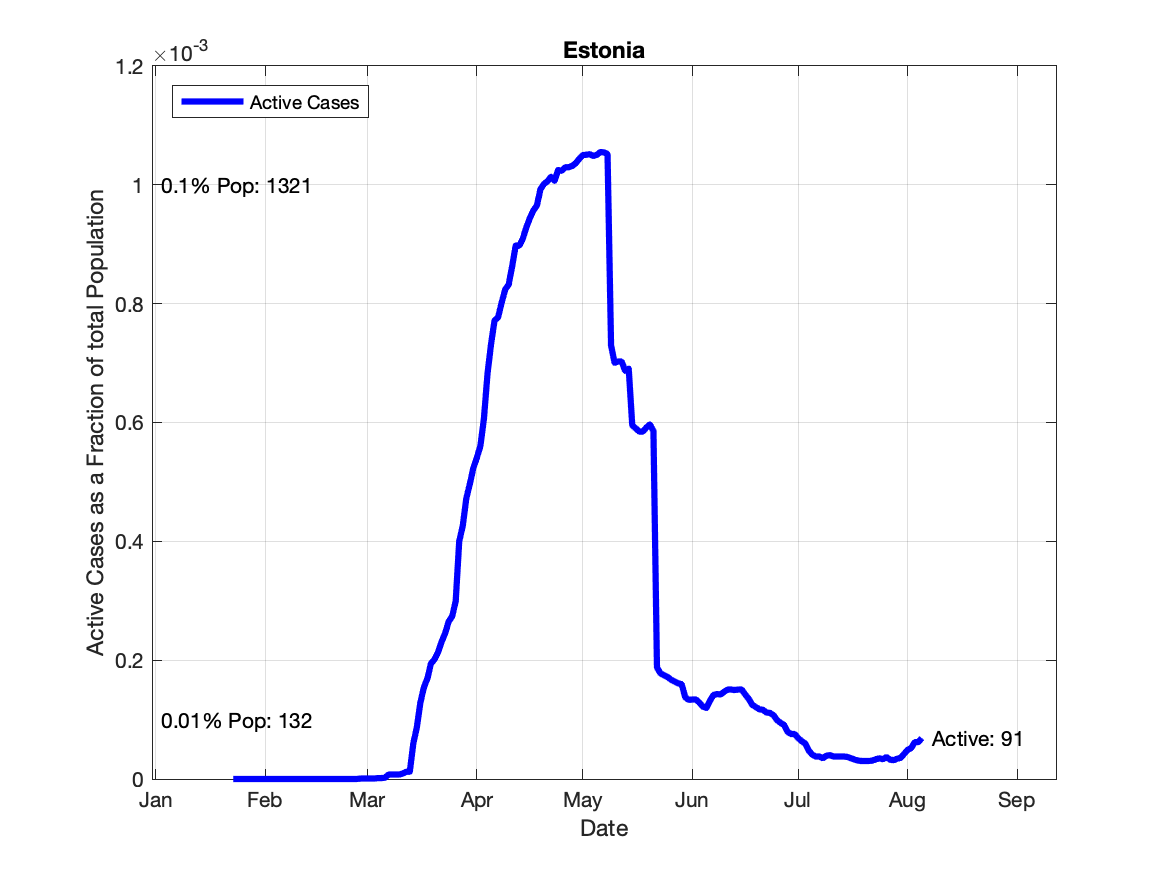 Estonia
×10-3
1.2
Active Cases
0.1% Pop: 1321
1
0.8
0.6
0.4
0.2
0.01% Pop: 132
Active: 91
0
Active Cases as a Fraction of total Population
Jan Feb Mar Apr May Jun Jul Aug Sep
Date